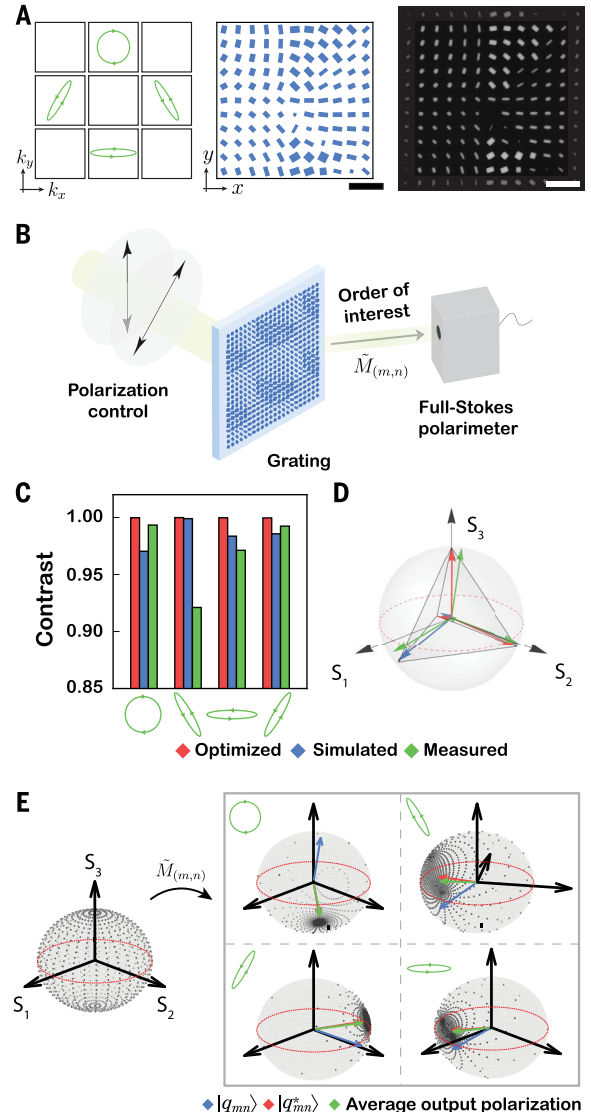 A
k_y
k_x
y
x
B
Polarization
control
Grating
Order of
interest
M̃_(m,n)
Full-Stokes
polarimeter
C
Contrast
1.00
0.95
0.90
0.85
Optimized Simulated Measured
D
S_3
S_1
S_2
E
S_3
S_1
S_2
M̃_(m,n)
|q_mn⟩ |q*_mn⟩ Average output polarization